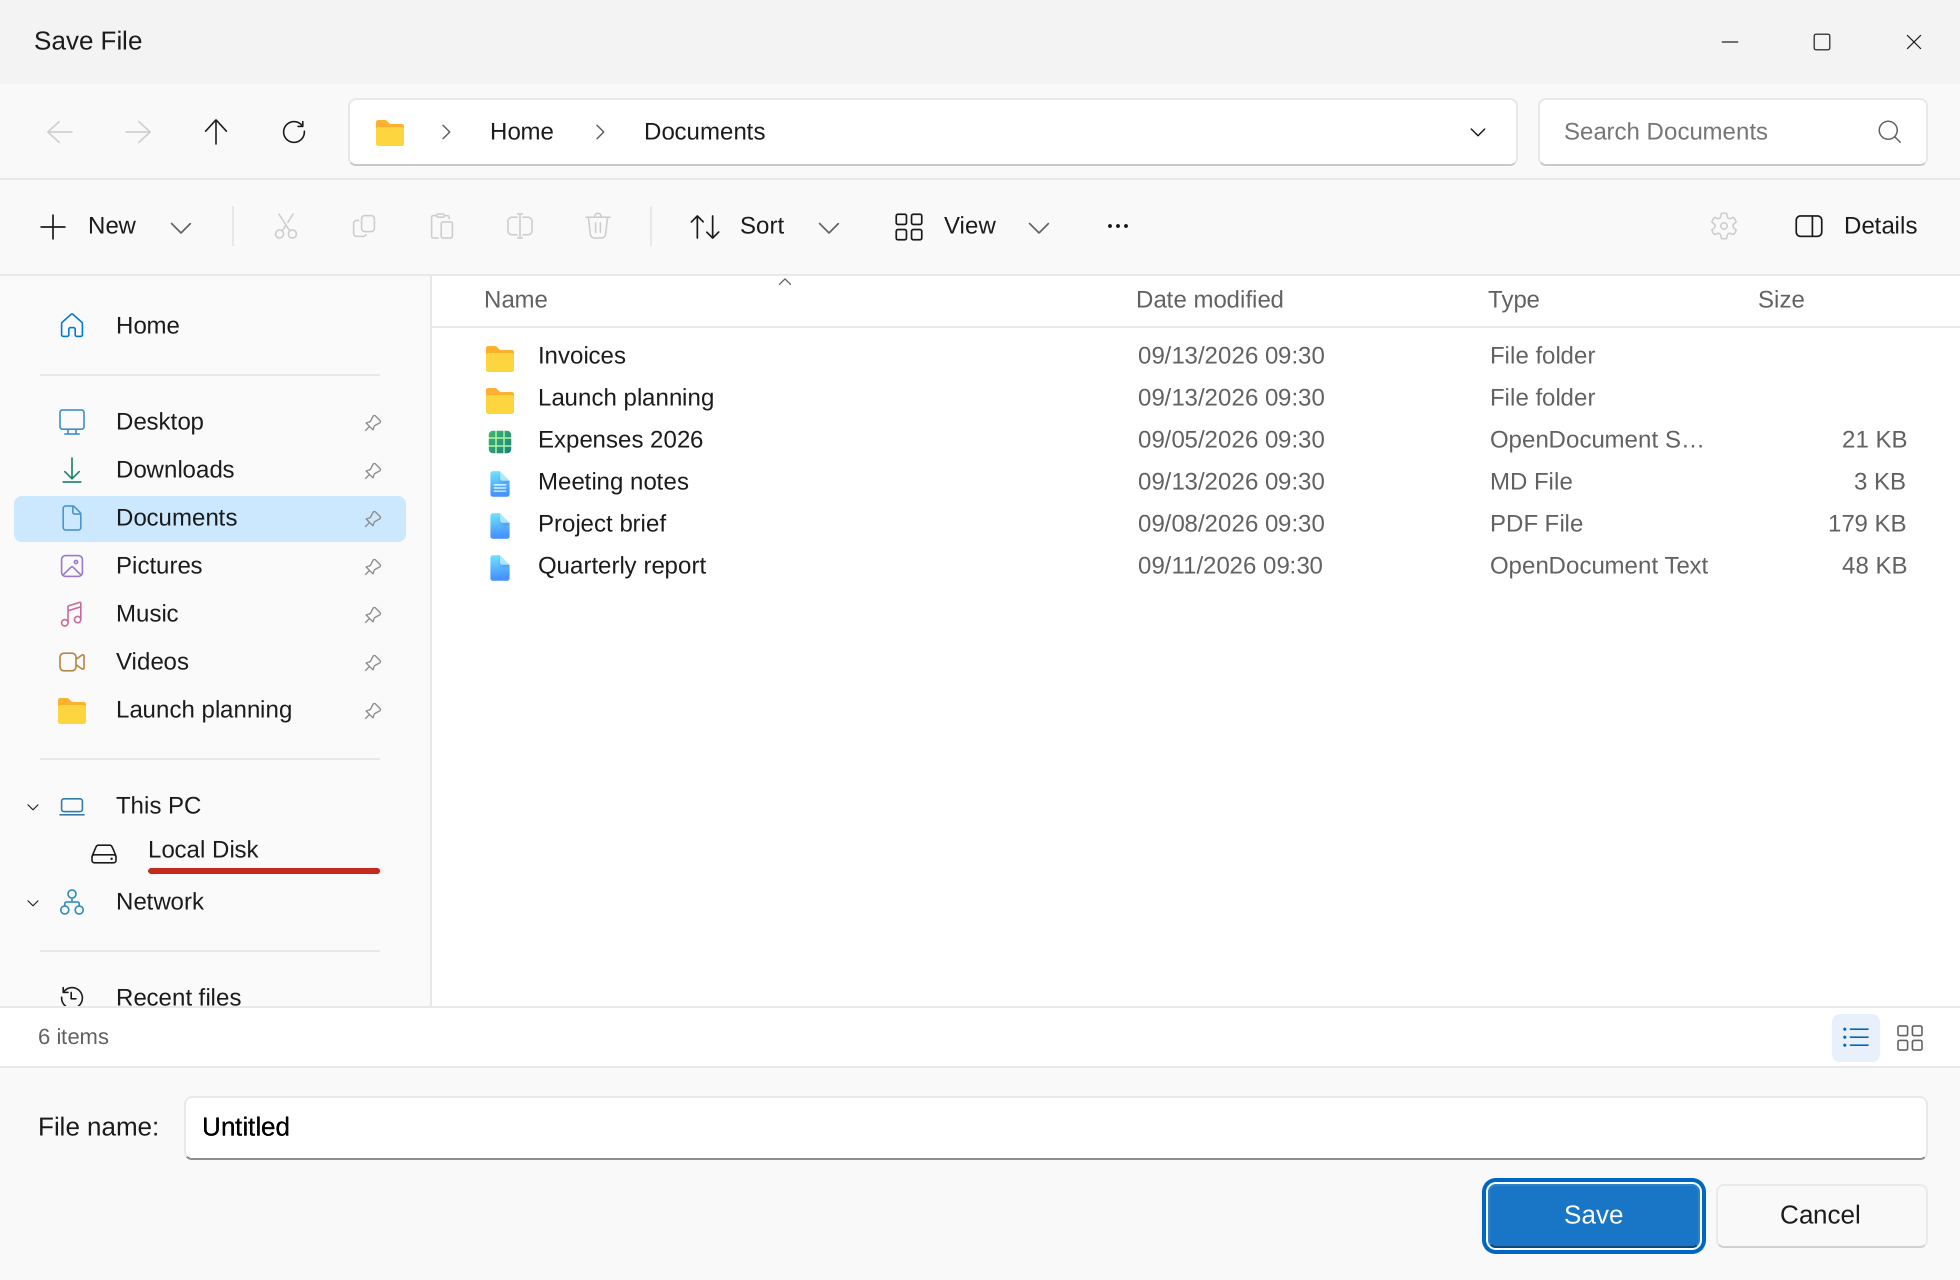 Save File
Home Documents
Search Documents
New Sort View Details
Home
Desktop
Downloads
Documents
Pictures
Music
Videos
Launch planning
This PC
Local Disk
Network
Recent files
Name Date modified Type Size
Invoices 09/13/2026 09:30 File folder
Launch planning 09/13/2026 09:30 File folder
Expenses 2026 09/05/2026 09:30 OpenDocument S… 21 KB
Meeting notes 09/13/2026 09:30 MD File 3 KB
Project brief 09/08/2026 09:30 PDF File 179 KB
Quarterly report 09/11/2026 09:30 OpenDocument Text 48 KB
6 items
File name: Untitled
Save Cancel